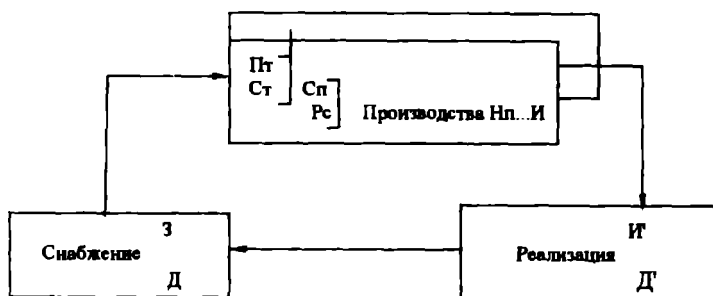 Пт
Ст Сп
Рс Производства Нп...И
З
Снабжение
Д
И'
Реализация
Д'